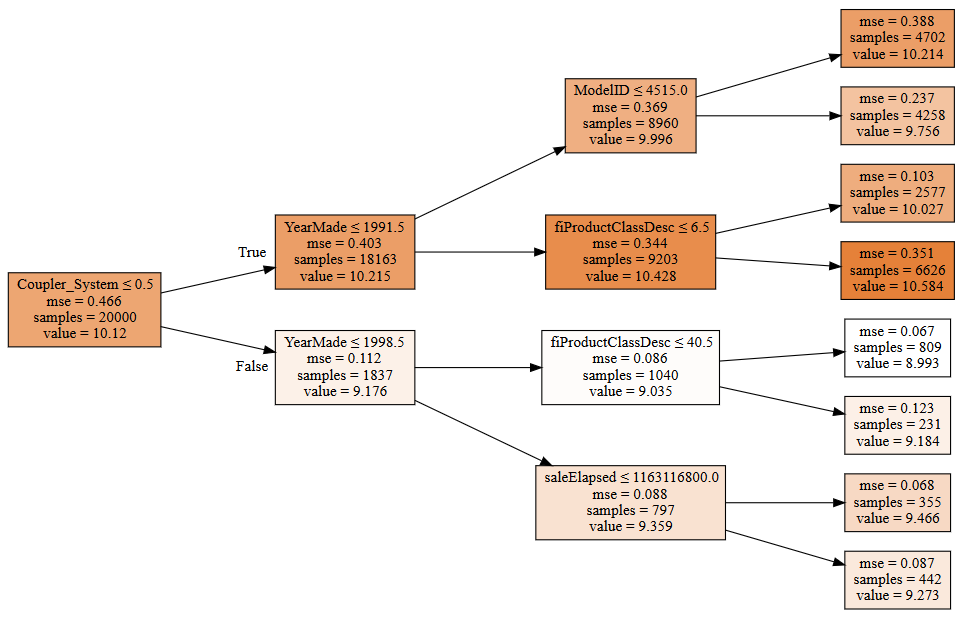 Coupler_System ≤ 0.5
mse = 0.466
samples = 20000
value = 10.12
True
False
YearMade ≤ 1991.5
mse = 0.403
samples = 18163
value = 10.215
YearMade ≤ 1998.5
mse = 0.112
samples = 1837
value = 9.176
ModelID ≤ 4515.0
mse = 0.369
samples = 8960
value = 9.996
fiProductClassDesc ≤ 6.5
mse = 0.344
samples = 9203
value = 10.428
fiProductClassDesc ≤ 40.5
mse = 0.086
samples = 1040
value = 9.035
saleElapsed ≤ 1163116800.0
mse = 0.088
samples = 797
value = 9.359
mse = 0.388
samples = 4702
value = 10.214
mse = 0.237
samples = 4258
value = 9.756
mse = 0.103
samples = 2577
value = 10.027
mse = 0.351
samples = 6626
value = 10.584
mse = 0.067
samples = 809
value = 8.993
mse = 0.123
samples = 231
value = 9.184
mse = 0.068
samples = 355
value = 9.466
mse = 0.087
samples = 442
value = 9.273